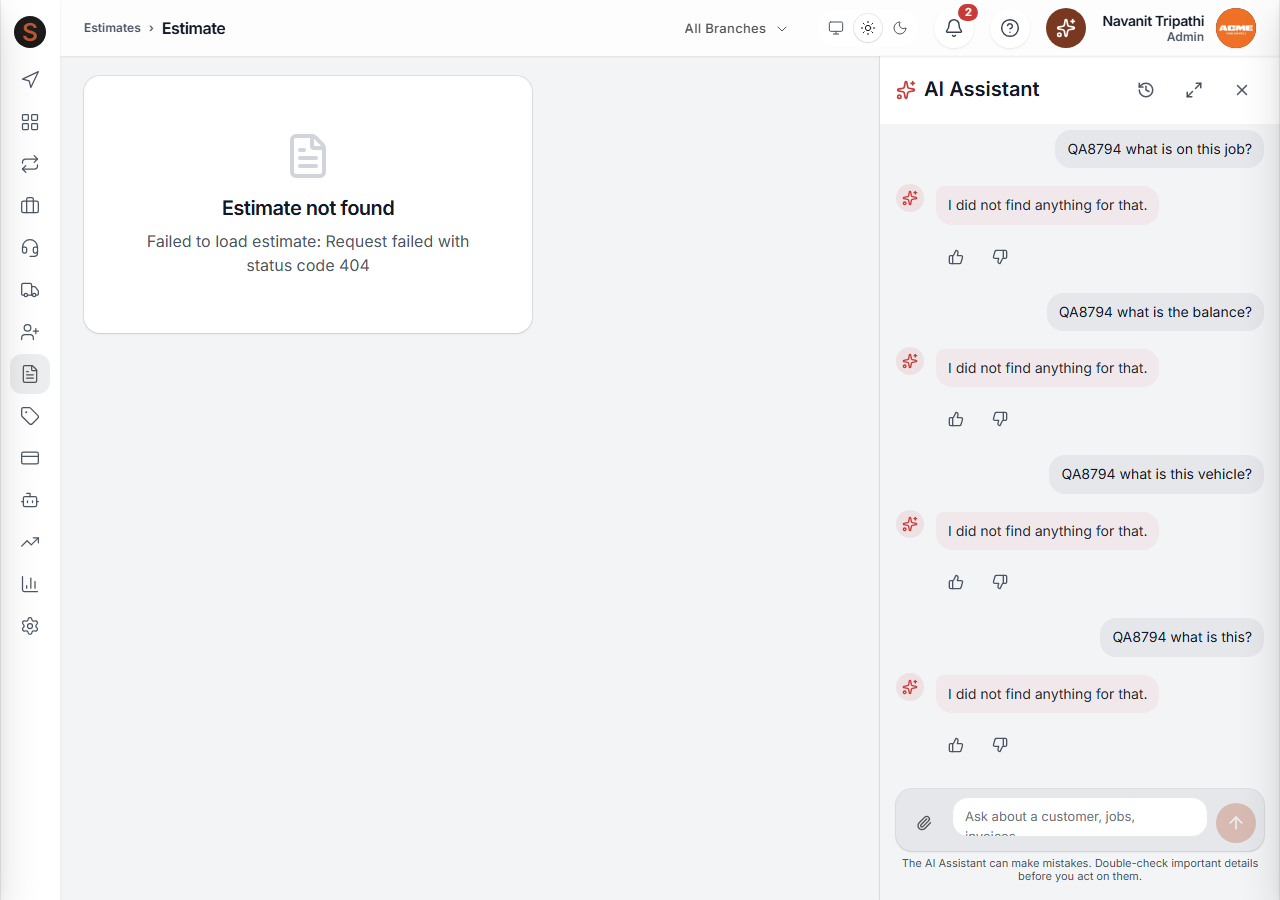 S
Estimates › Estimate
All Branches
2
Navanit Tripathi
Admin
ACME
Estimate not found
Failed to load estimate: Request failed with
status code 404
AI Assistant
QA8794 what is on this job?
I did not find anything for that.
QA8794 what is the balance?
I did not find anything for that.
QA8794 what is this vehicle?
I did not find anything for that.
QA8794 what is this?
I did not find anything for that.
Ask about a customer, jobs,
invoices
The AI Assistant can make mistakes. Double-check important details
before you act on them.